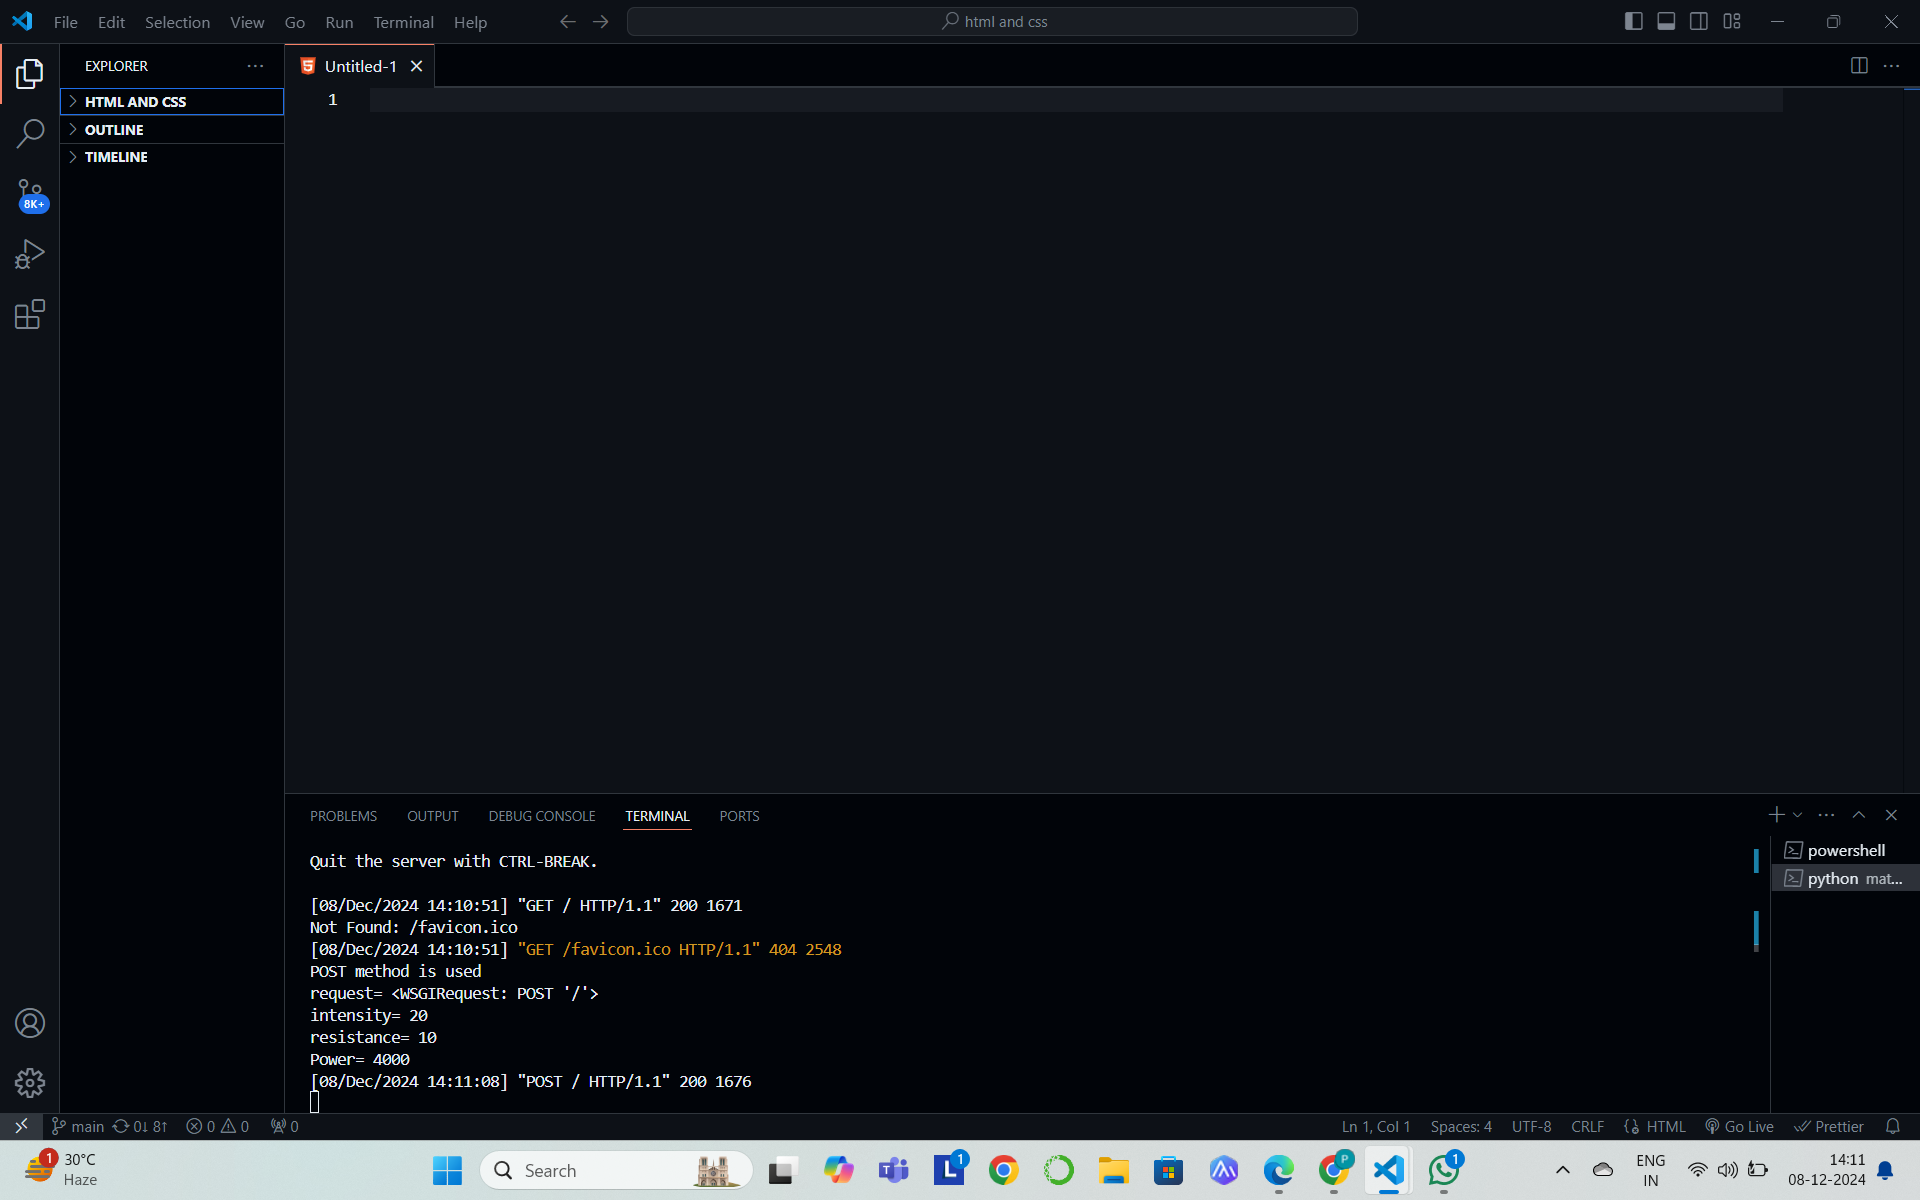 File Edit Selection View Go Run Terminal Help
html and css
EXPLORER
Untitled-1
HTML AND CSS
OUTLINE
TIMELINE
8K+
1
PROBLEMS OUTPUT DEBUG CONSOLE TERMINAL PORTS
Quit the server with CTRL-BREAK.
[08/Dec/2024 14:10:51] "GET / HTTP/1.1" 200 1671
Not Found: /favicon.ico
[08/Dec/2024 14:10:51] "GET /favicon.ico HTTP/1.1" 404 2548
POST method is used
request= <WSGIRequest: POST '/'>
intensity= 20
resistance= 10
Power= 4000
[08/Dec/2024 14:11:08] "POST / HTTP/1.1" 200 1676
powershell
python mat...
main 0↓ 8↑ 0 0 0
Ln 1, Col 1 Spaces: 4 UTF-8 CRLF HTML Go Live Prettier
1
30°C
Haze
Search
T
L 1
P
1
ENG
IN
14:11
08-12-2024